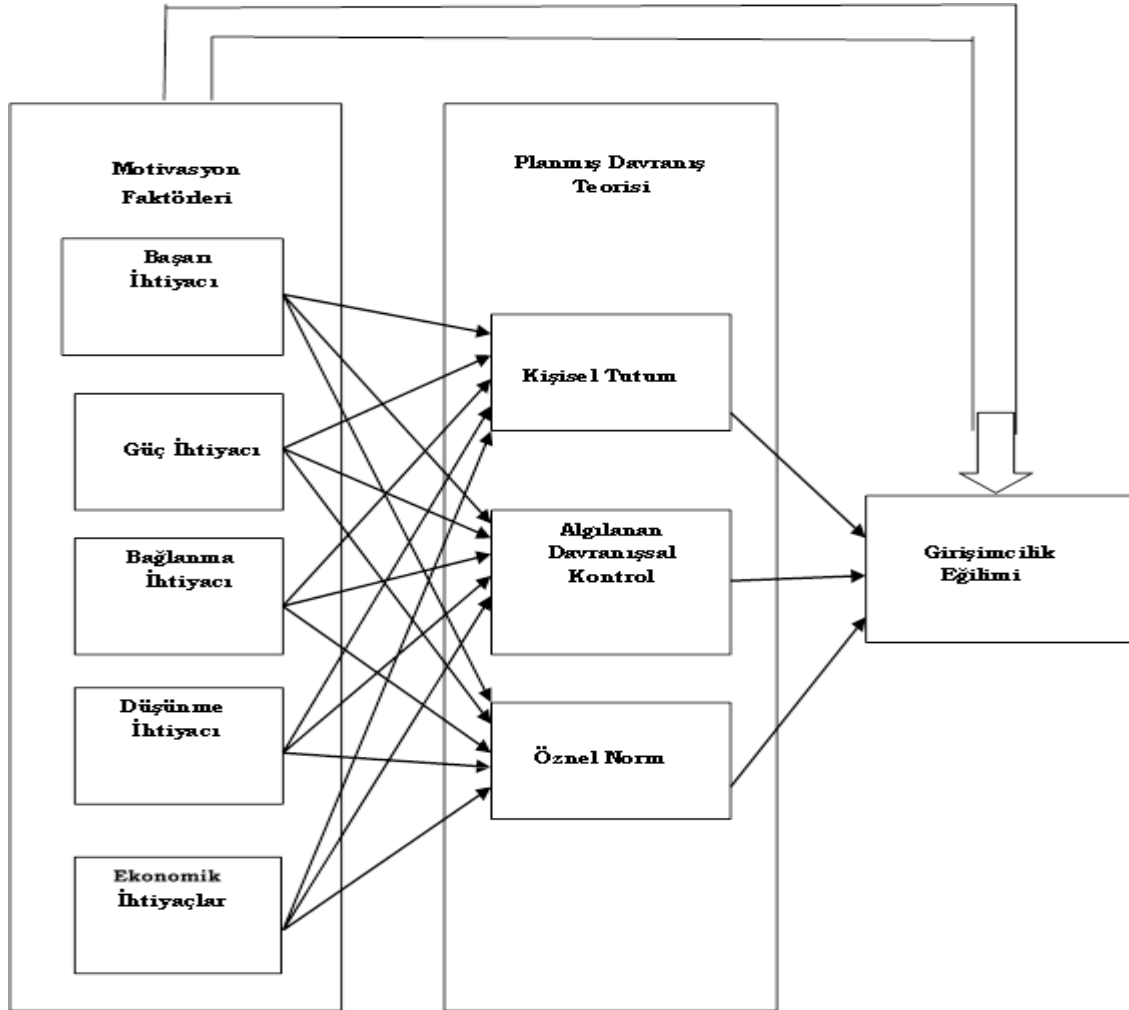 Motivasyon
Faktörleri
Başarı
İhtiyacı
Güç İhtiyacı
Bağlanma
İhtiyacı
Düşünme
İhtiyacı
Ekonomik
İhtiyaçlar
Planmış Davranış
Teorisi
Kişisel Tutum
Algılanan
Davranışsal
Kontrol
Öznel Norm
Girişimcilik
Eğilimi